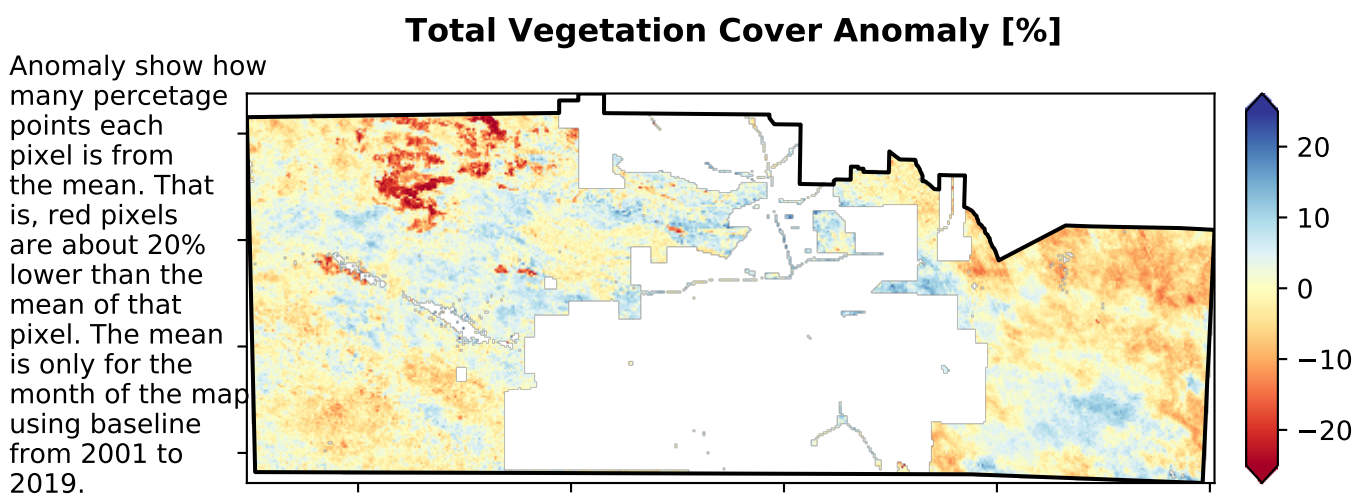 Total Vegetation Cover Anomaly [%]
Anomaly show how
many percetage
points each
pixel is from
the mean. That
is, red pixels
are about 20%
lower than the
mean of that
pixel. The mean
is only for the
month of the map
using baseline
from 2001 to
2019.
20
10
0
−10
−20